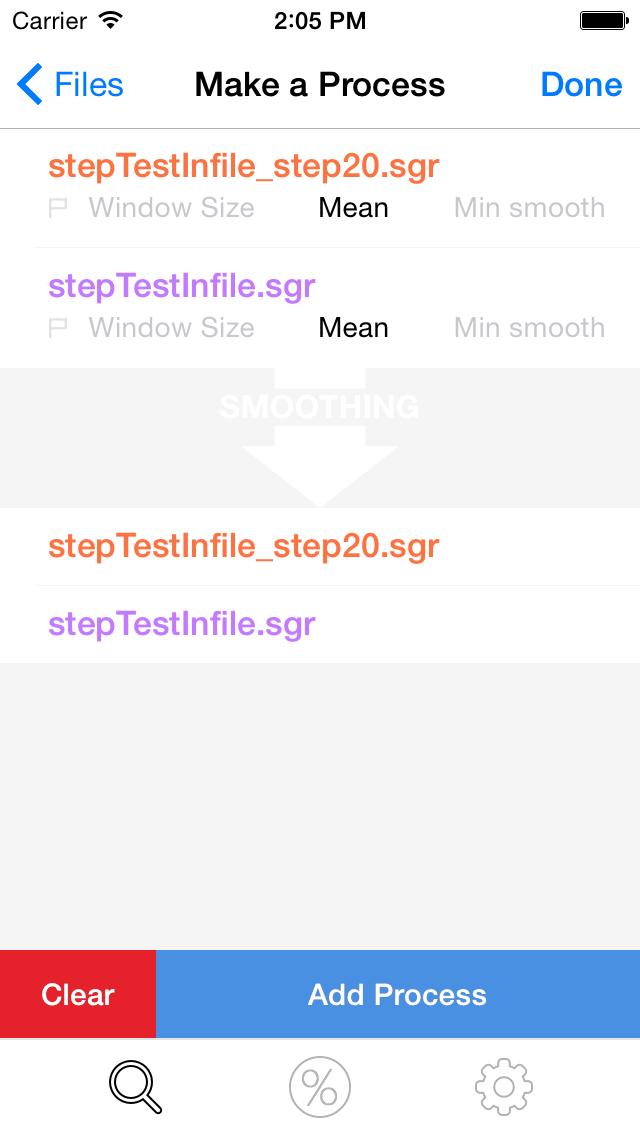 Carrier 2:05 PM
Files Make a Process Done
stepTestInfile_step20.sgr
Window Size Mean Min smooth
stepTestInfile.sgr
Window Size Mean Min smooth
SMOOTHING
stepTestInfile_step20.sgr
stepTestInfile.sgr
Clear Add Process
%